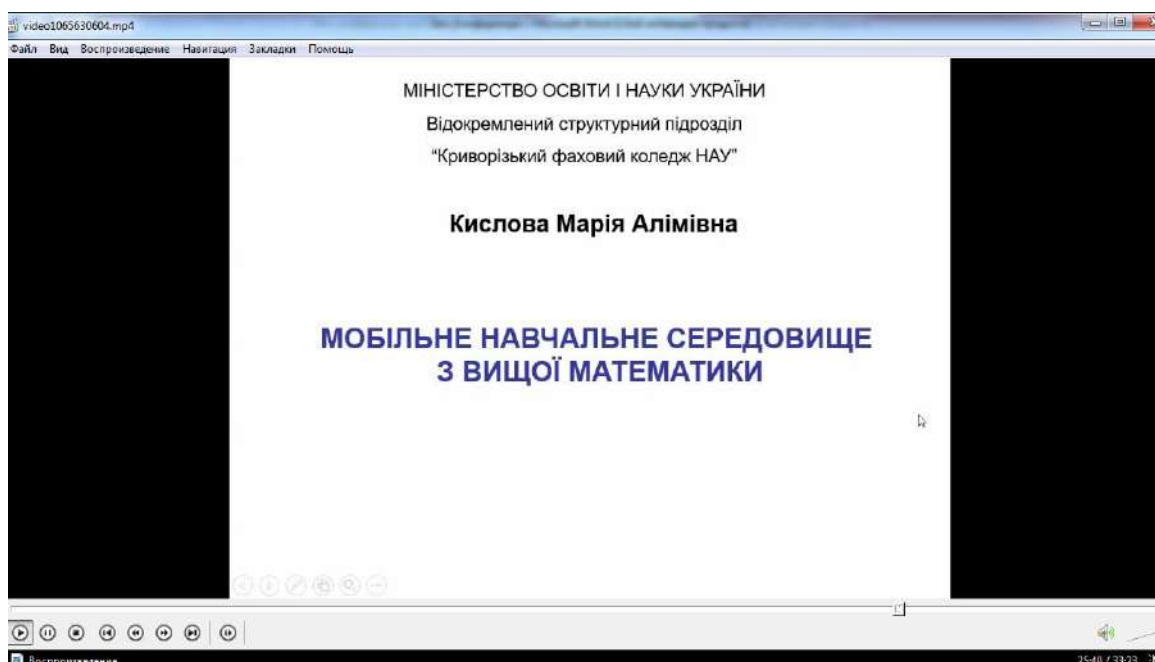 video1065630604.mp4
Файл Вид Воспроизведение Навигация Закладки Помощь
МІНІСТЕРСТВО ОСВІТИ І НАУКИ УКРАЇНИ
Відокремлений структурний підрозділ
“Криворізький фаховий коледж НАУ”
Кислова Марія Алімівна
МОБІЛЬНЕ НАВЧАЛЬНЕ СЕРЕДОВИЩЕ
З ВИЩОЇ МАТЕМАТИКИ
Воспроизведение
25:40 / 33:23